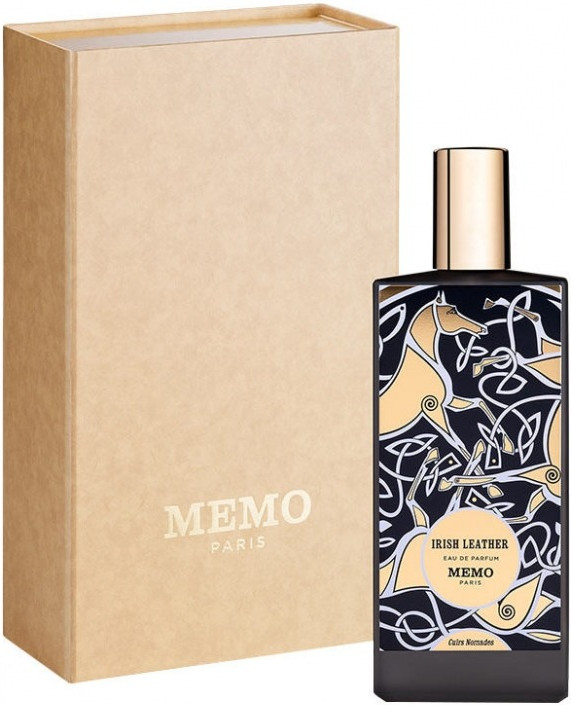 MEMO
PARIS
IRISH LEATHER
EAU DE PARFUM
MEMO
PARIS
Cuirs Nomades